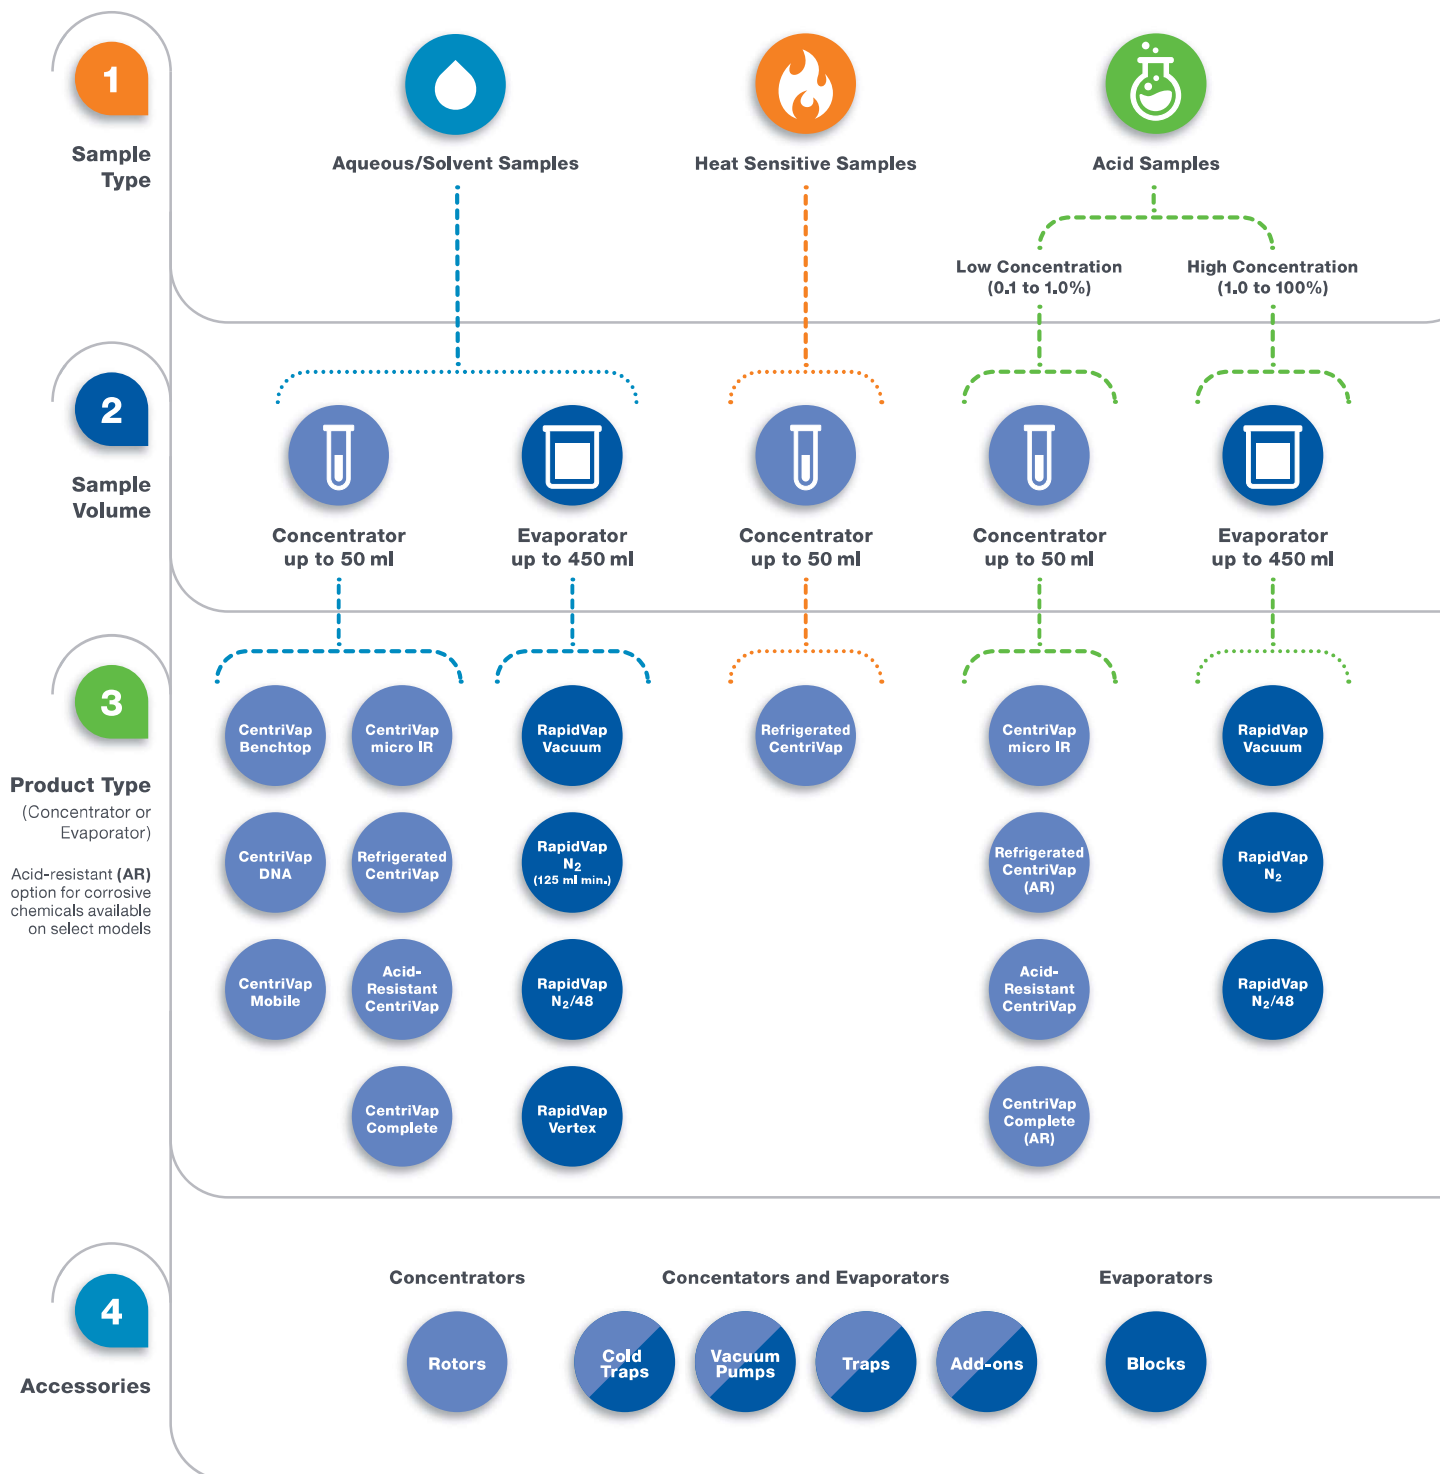 1
Sample
Type
Aqueous/Solvent Samples
Heat Sensitive Samples
Acid Samples
Low Concentration
(0.1 to 1.0%)
High Concentration
(1.0 to 100%)
2
Sample
Volume
Concentrator
up to 50 ml
Evaporator
up to 450 ml
Concentrator
up to 50 ml
Concentrator
up to 50 ml
Evaporator
up to 450 ml
3
Product Type
(Concentrator or
Evaporator)
Acid-resistant (AR)
option for corrosive
chemicals available
on select models
CentriVap
Benchtop
CentriVap
micro IR
RapidVap
Vacuum
Refrigerated
CentriVap
CentriVap
micro IR
RapidVap
Vacuum
CentriVap
DNA
Refrigerated
CentriVap
RapidVap
N2
(125 ml min.)
Refrigerated
CentriVap
(AR)
RapidVap
N2
CentriVap
Mobile
Acid-
Resistant
CentriVap
RapidVap
N2/48
Acid-
Resistant
CentriVap
RapidVap
N2/48
CentriVap
Complete
RapidVap
Vertex
CentriVap
Complete
(AR)
4
Accessories
Concentrators
Concentators and Evaporators
Evaporators
Rotors
Cold
Traps
Vacuum
Pumps
Traps
Add-ons
Blocks